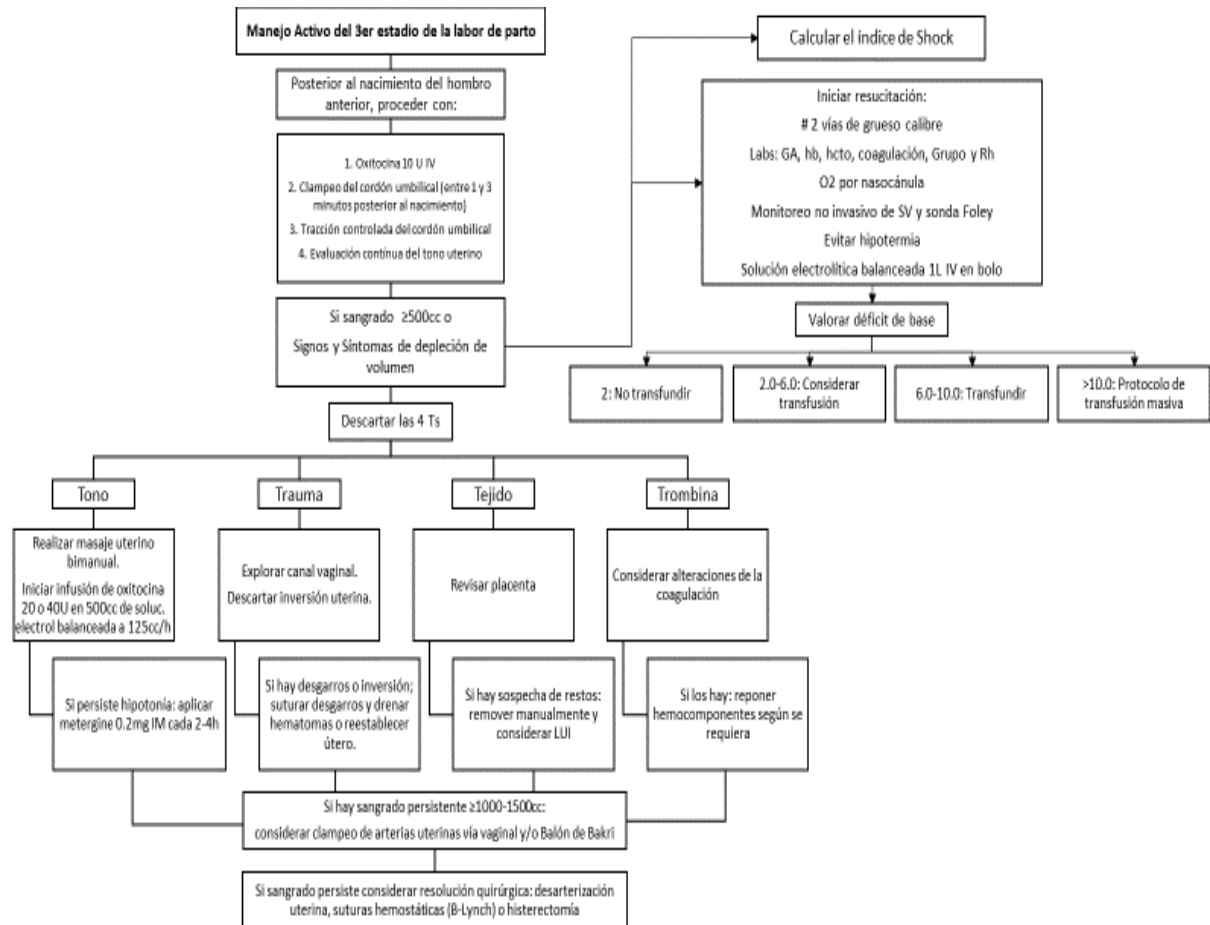 Manejo Activo del 3er estadio de la labor de parto
Posterior al nacimiento del hombro
anterior, proceder con:
1. Oxitocina 10 U IV
2. Clampeo del cordón umbilical (entre 1 y 3
minutos posterior al nacimiento)
3. Tracción controlada del cordón umbilical
4. Evaluación contínua del tono uterino
Si sangrado ≥500cc o
Signos y Síntomas de depleción de
volumen
Calcular el índice de Shock
Iniciar resucitación:
# 2 vías de grueso calibre
Labs: GA, hb, hcto, coagulación, Grupo y Rh
O2 por nasocánula
Monitoreo no invasivo de SV y sonda Foley
Evitar hipotermia
Solución electrolítica balanceada 1L IV en bolo
Valorar déficit de base
2: No transfundir
2.0-6.0: Considerar
transfusión
6.0-10.0: Transfundir
>10.0: Protocolo de
transfusión masiva
Descartar las 4 Ts
Tono
Realizar masaje uterino
bimanual.
Iniciar infusión de oxitocina
20 o 40U en 500cc de soluc.
electrol balanceada a 125cc/h
Si persiste hipotonía: aplicar
metergine 0.2mg IM cada 2-4h
Trauma
Explorar canal vaginal.
Descartar inversión uterina.
Si hay desgarros o inversión;
suturar desgarros y drenar
hematomas o reestablecer
útero.
Tejido
Revisar placenta
Si hay sospecha de restos:
remover manualmente y
considerar LUI
Trombina
Considerar alteraciones de la
coagulación
Si los hay: reponer
hemocomponentes según se
requiera
Si hay sangrado persistente ≥1000-1500cc:
considerar clampeo de arterias uterinas vía vaginal y/o Balón de Bakri
Si sangrado persiste considerar resolución quirúrgica: desarterización
uterina, suturas hemostáticas (B-Lynch) o histerectomía